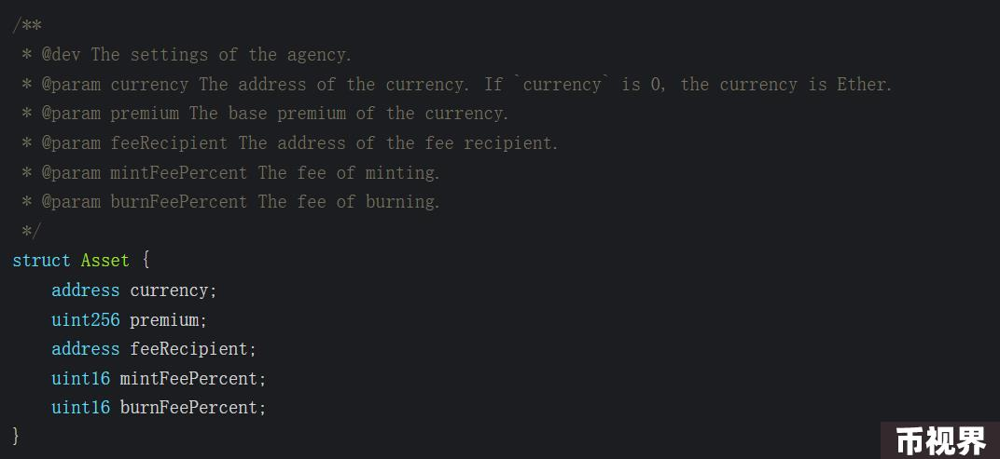 /**
 * @dev The settings of the agency.
 * @param currency The address of the currency. If `currency` is 0, the currency is Ether.
 * @param premium The base premium of the currency.
 * @param feeRecipient The address of the fee recipient.
 * @param mintFeePercent The fee of minting.
 * @param burnFeePercent The fee of burning.
 */
struct Asset {
    address currency;
    uint256 premium;
    address feeRecipient;
    uint16 mintFeePercent;
    uint16 burnFeePercent;
}
币视界